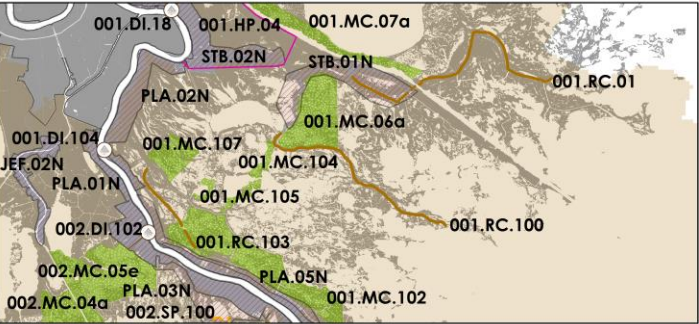 001.DI.18
001.HP.04
001.MC.07a
STB.02N
STB.01N
001.RC.01
PLA.02N
001.MC.06a
001.DI.104
001.MC.107
JEF.02N
001.MC.104
PLA.01N
001.MC.105
001.RC.100
002.DI.102
001.RC.103
002.MC.05e
PLA.05N
PLA.03N
001.MC.102
002.MC.04a
002.SP.100